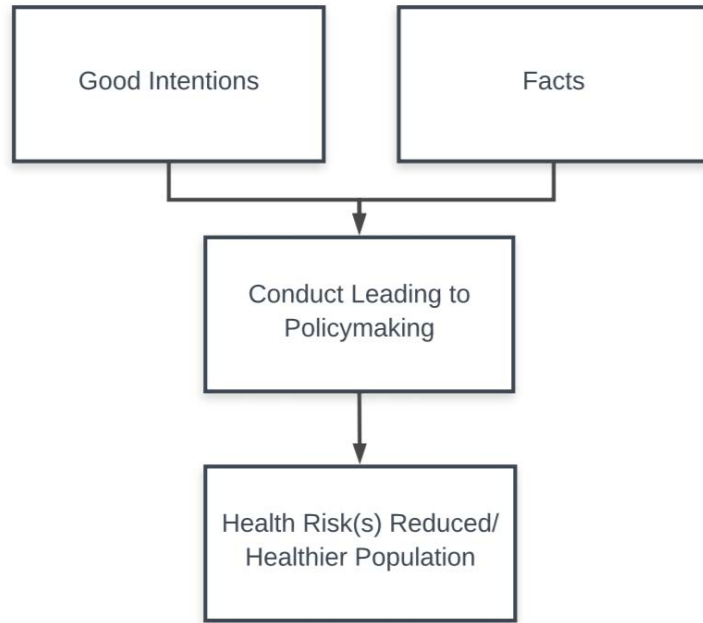 Good Intentions
Facts
Conduct Leading to
Policymaking
Health Risk(s) Reduced/
Healthier Population